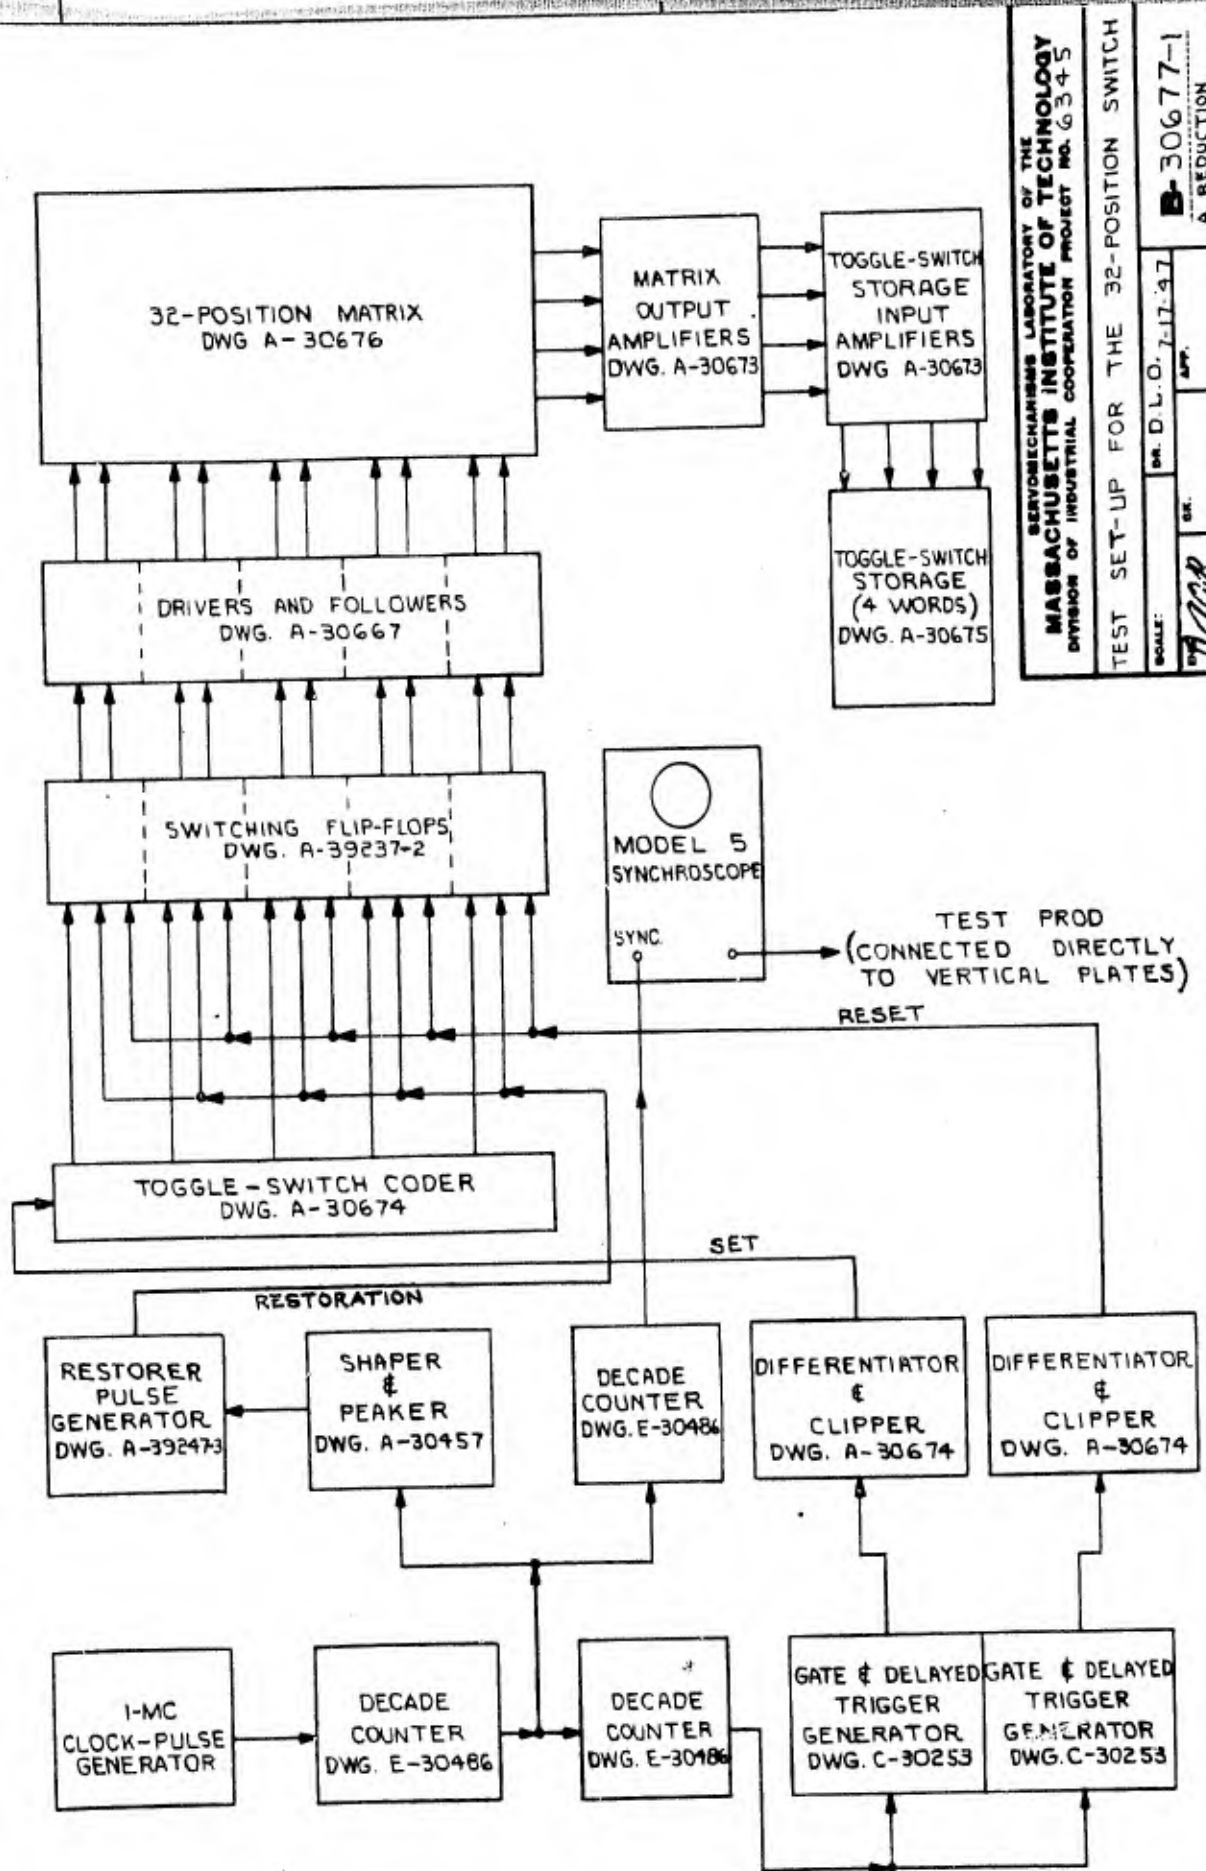 32-POSITION MATRIX
DWG A-30676
MATRIX
OUTPUT
AMPLIFIERS
DWG. A-30673
TOGGLE-SWITCH
STORAGE
INPUT
AMPLIFIERS
DWG A-30673
TOGGLE-SWITCH
STORAGE
(4 WORDS)
DWG. A-30675
DRIVERS AND FOLLOWERS
DWG. A-30667
SWITCHING FLIP-FLOPS
DWG. A-39237-2
MODEL 5
SYNCHROSCOPE
SYNC.
TEST PROD
(CONNECTED DIRECTLY
TO VERTICAL PLATES)
RESET
TOGGLE-SWITCH CODER
DWG. A-30674
SET
RESTORATION
RESTORER
PULSE
GENERATOR
DWG. A-39247-3
SHAPER
&
PEAKER
DWG. A-30457
DECADE
COUNTER
DWG. E-30486
DIFFERENTIATOR
&
CLIPPER
DWG. A-30674
DIFFERENTIATOR
&
CLIPPER
DWG. A-30674
1-MC
CLOCK-PULSE
GENERATOR
DECADE
COUNTER
DWG. E-30486
DECADE
COUNTER
DWG. E-30486
GATE & DELAYED
TRIGGER
GENERATOR
DWG. C-30253
GATE & DELAYED
TRIGGER
GENERATOR
DWG. C-30253
SERVOMECHANISMS LABORATORY OF THE
MASSACHUSETTS INSTITUTE OF TECHNOLOGY
DIVISION OF INDUSTRIAL COOPERATION PROJECT NO. 6345
TEST SET-UP FOR THE 32-POSITION SWITCH
SCALE:
DR. D.L.O. 7-17-47
B-30677-1
A REDUCTION
ENG.
CK.
APP.